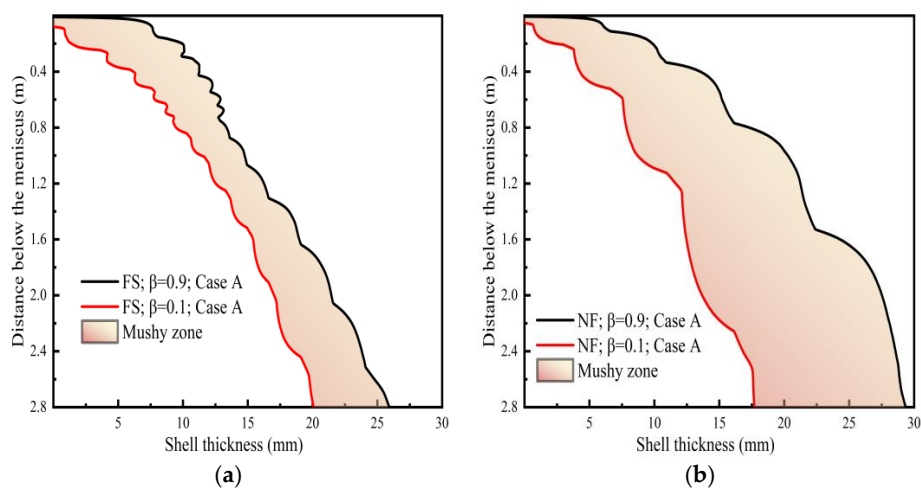 0.4
0.8
1.2
1.6
2.0
2.4
2.8
Distance below the meniscus (m)
FS; β=0.9; Case A
FS; β=0.1; Case A
Mushy zone
5 10 15 20 25 30
Shell thickness (mm)
(a)
0.4
0.8
1.2
1.6
2.0
2.4
2.8
Distance below the meniscus (m)
NF; β=0.9; Case A
NF; β=0.1; Case A
Mushy zone
5 10 15 20 25 30
Shell thickness (mm)
(b)